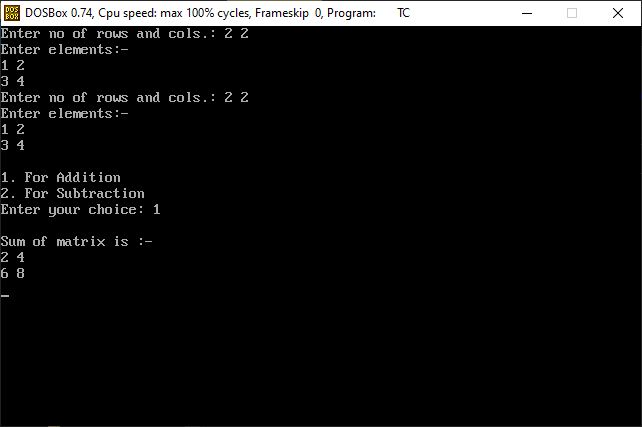 DOS
BOX
DOSBox 0.74, Cpu speed: max 100% cycles, Frameskip 0, Program: TC
Enter no of rows and cols.: 2 2
Enter elements:-
1 2
3 4
Enter no of rows and cols.: 2 2
Enter elements:-
1 2
3 4
1. For Addition
2. For Subtraction
Enter your choice: 1
Sum of matrix is :-
2 4
6 8
_